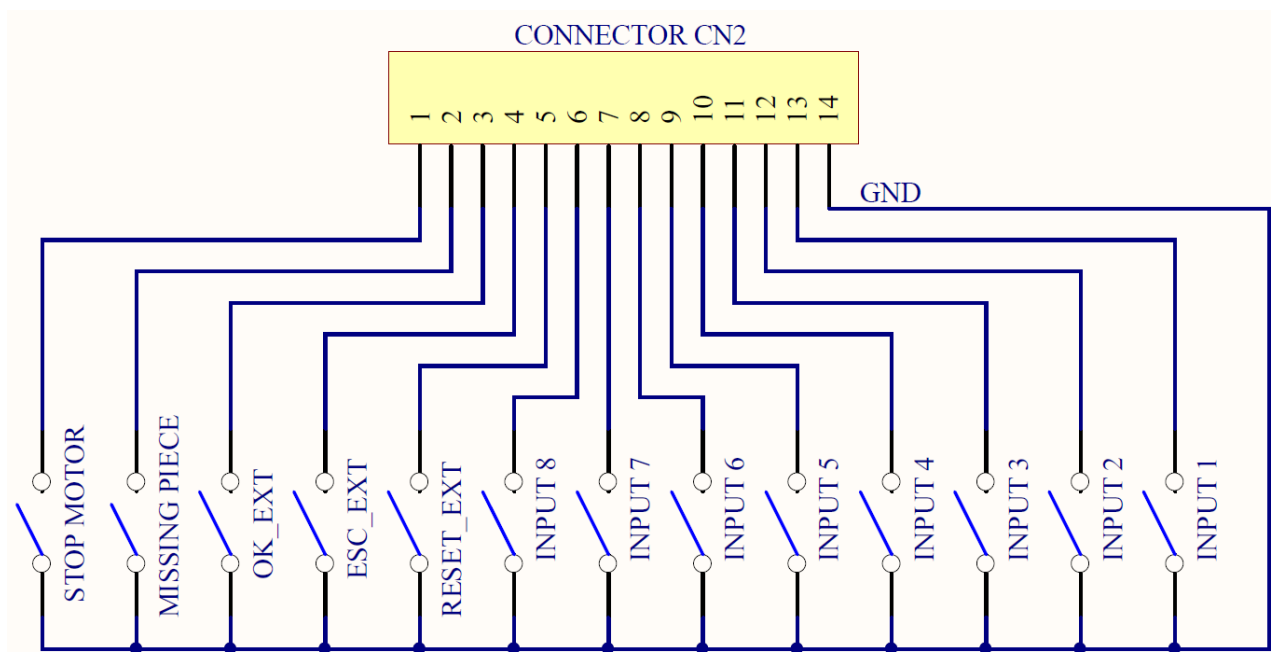 CONNECTOR CN2
1
2
3
4
5
6
7
8
9
10
11
12
13
14
GND
STOP MOTOR
MISSING PIECE
OK_EXT
ESC_EXT
RESET_EXT
INPUT 8
INPUT 7
INPUT 6
INPUT 5
INPUT 4
INPUT 3
INPUT 2
INPUT 1